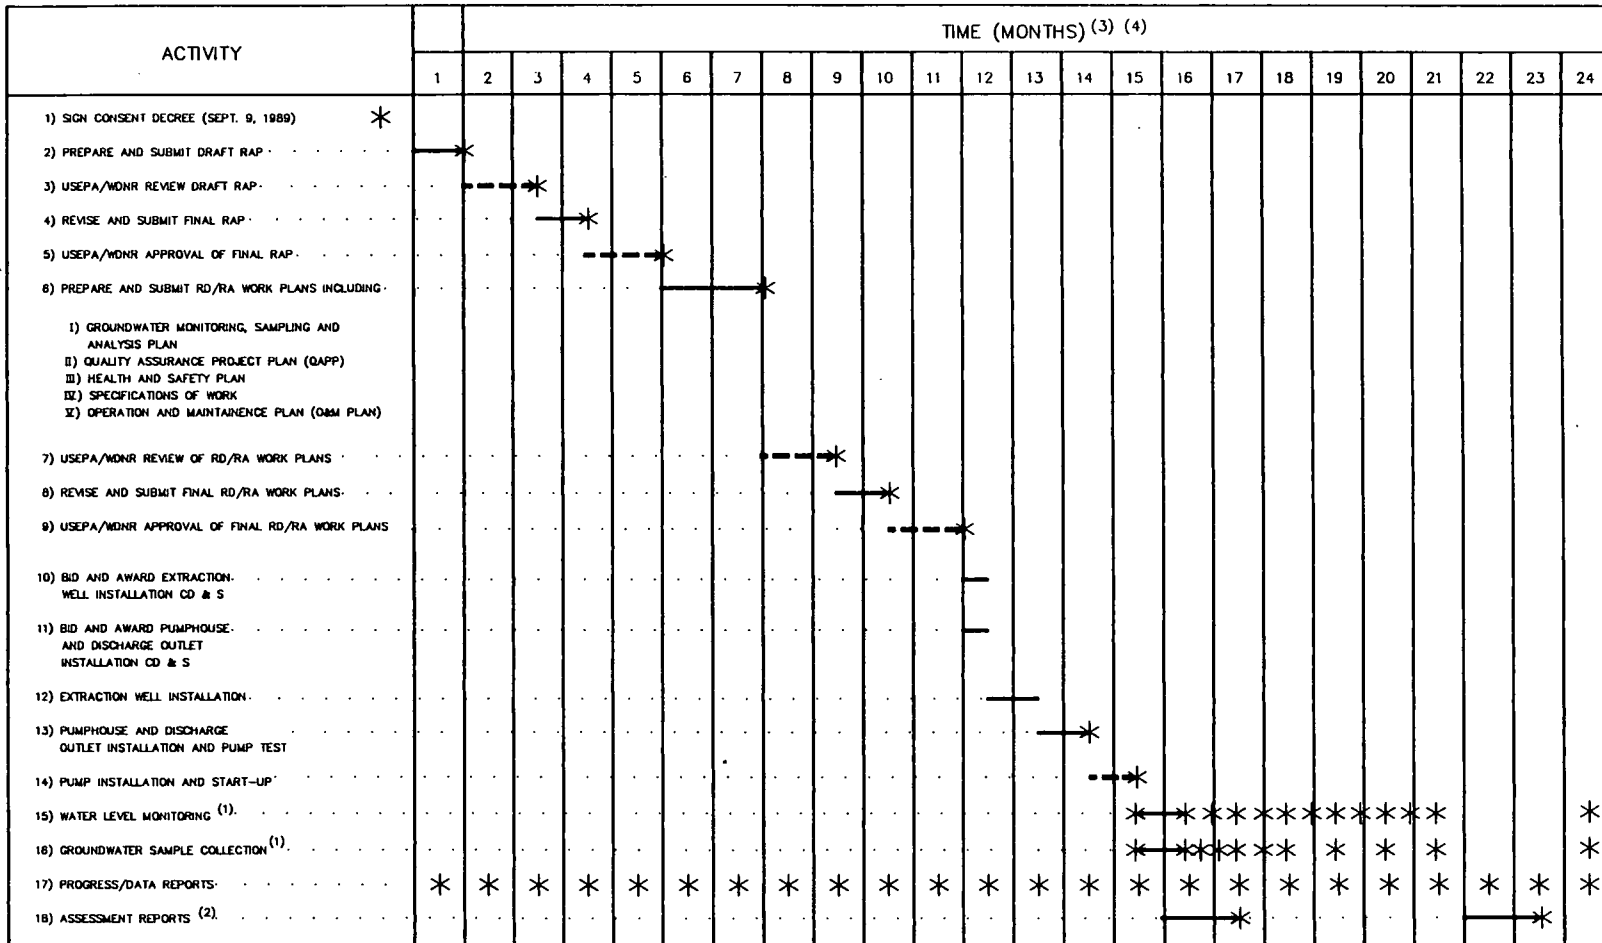 ACTIVITY
TIME (MONTHS) (3) (4)
1 2 3 4 5 6 7 8 9 10 11 12 13 14 15 16 17 18 19 20 21 22 23 24
1) SIGN CONSENT DECREE (SEPT. 9, 1989)
2) PREPARE AND SUBMIT DRAFT RAP
3) USEPA/WDNR REVIEW DRAFT RAP
4) REVISE AND SUBMIT FINAL RAP
5) USEPA/WDNR APPROVAL OF FINAL RAP
6) PREPARE AND SUBMIT RD/RA WORK PLANS INCLUDING
I) GROUNDWATER MONITORING, SAMPLING AND
ANALYSIS PLAN
II) QUALITY ASSURANCE PROJECT PLAN (QAPP)
III) HEALTH AND SAFETY PLAN
IV) SPECIFICATIONS OF WORK
V) OPERATION AND MAINTAINENCE PLAN (O&M PLAN)
7) USEPA/WDNR REVIEW OF RD/RA WORK PLANS
8) REVISE AND SUBMIT FINAL RD/RA WORK PLANS
9) USEPA/WDNR APPROVAL OF FINAL RD/RA WORK PLANS
10) BID AND AWARD EXTRACTION
WELL INSTALLATION CD & S
11) BID AND AWARD PUMPHOUSE
AND DISCHARGE OUTLET
INSTALLATION CD & S
12) EXTRACTION WELL INSTALLATION
13) PUMPHOUSE AND DISCHARGE
OUTLET INSTALLATION AND PUMP TEST
14) PUMP INSTALLATION AND START-UP
15) WATER LEVEL MONITORING (1)
16) GROUNDWATER SAMPLE COLLECTION (1)
17) PROGRESS/DATA REPORTS
18) ASSESSMENT REPORTS (2)